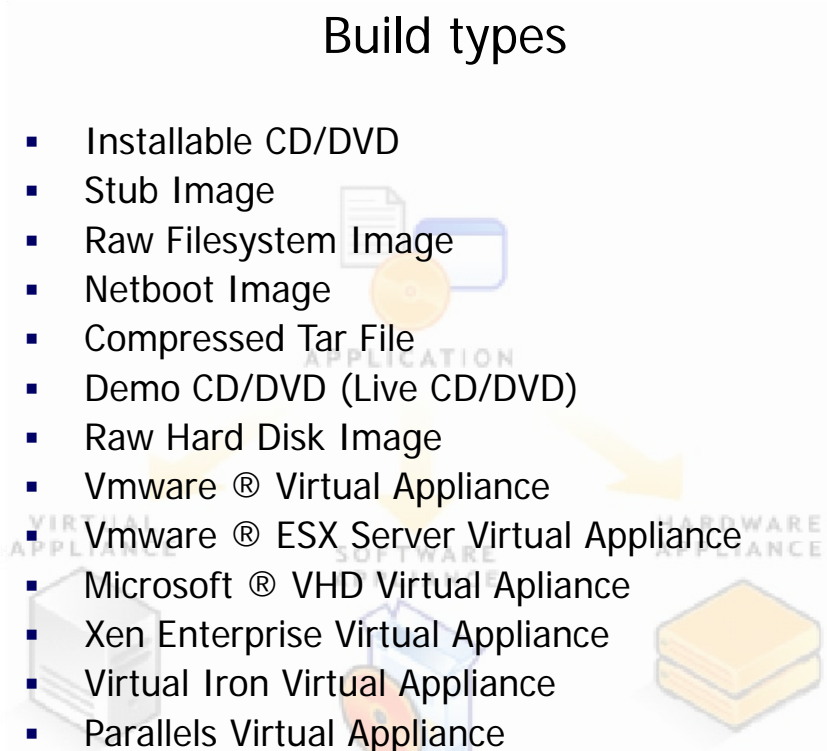 Build types
▪ Installable CD/DVD
▪ Stub Image
▪ Raw Filesystem Image
▪ Netboot Image
▪ Compressed Tar File
APPLICATION
▪ Demo CD/DVD (Live CD/DVD)
▪ Raw Hard Disk Image
▪ Vmware ® Virtual Appliance
VIRTUAL APPLIANCE
▪ Vmware ® ESX Server Virtual Appliance
HARDWARE APPLIANCE
SOFTWARE APPLIANCE
▪ Microsoft ® VHD Virtual Apliance
▪ Xen Enterprise Virtual Appliance
▪ Virtual Iron Virtual Appliance
▪ Parallels Virtual Appliance